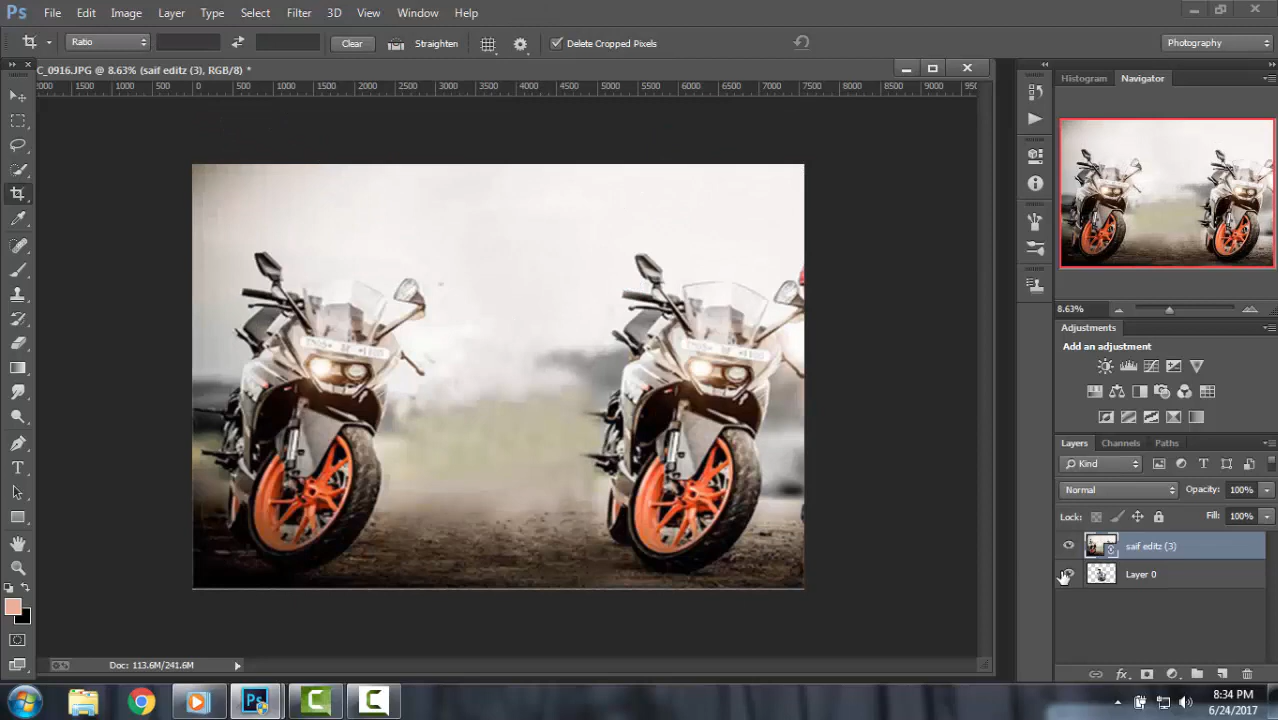 Ps File Edit Image Layer Type Select Filter 3D View Window Help
Ratio Clear Straighten Delete Cropped Pixels Photography
C_0916.JPG @ 8.63% (saif editz (3), RGB/8) *
2000 1500 1000 500 0 500 1000 1500 2000 2500 3000 3500 4000 4500 5000 5500 6000 6500 7000 7500 8000 8500 9000 950
Histogram Navigator
8.63%
Adjustments
Add an adjustment
Layers Channels Paths
Kind
Normal Opacity: 100%
Lock: Fill: 100%
saif editz (3)
Layer 0
Doc: 113.6M/241.6M
Ps
8:34 PM
6/24/2017